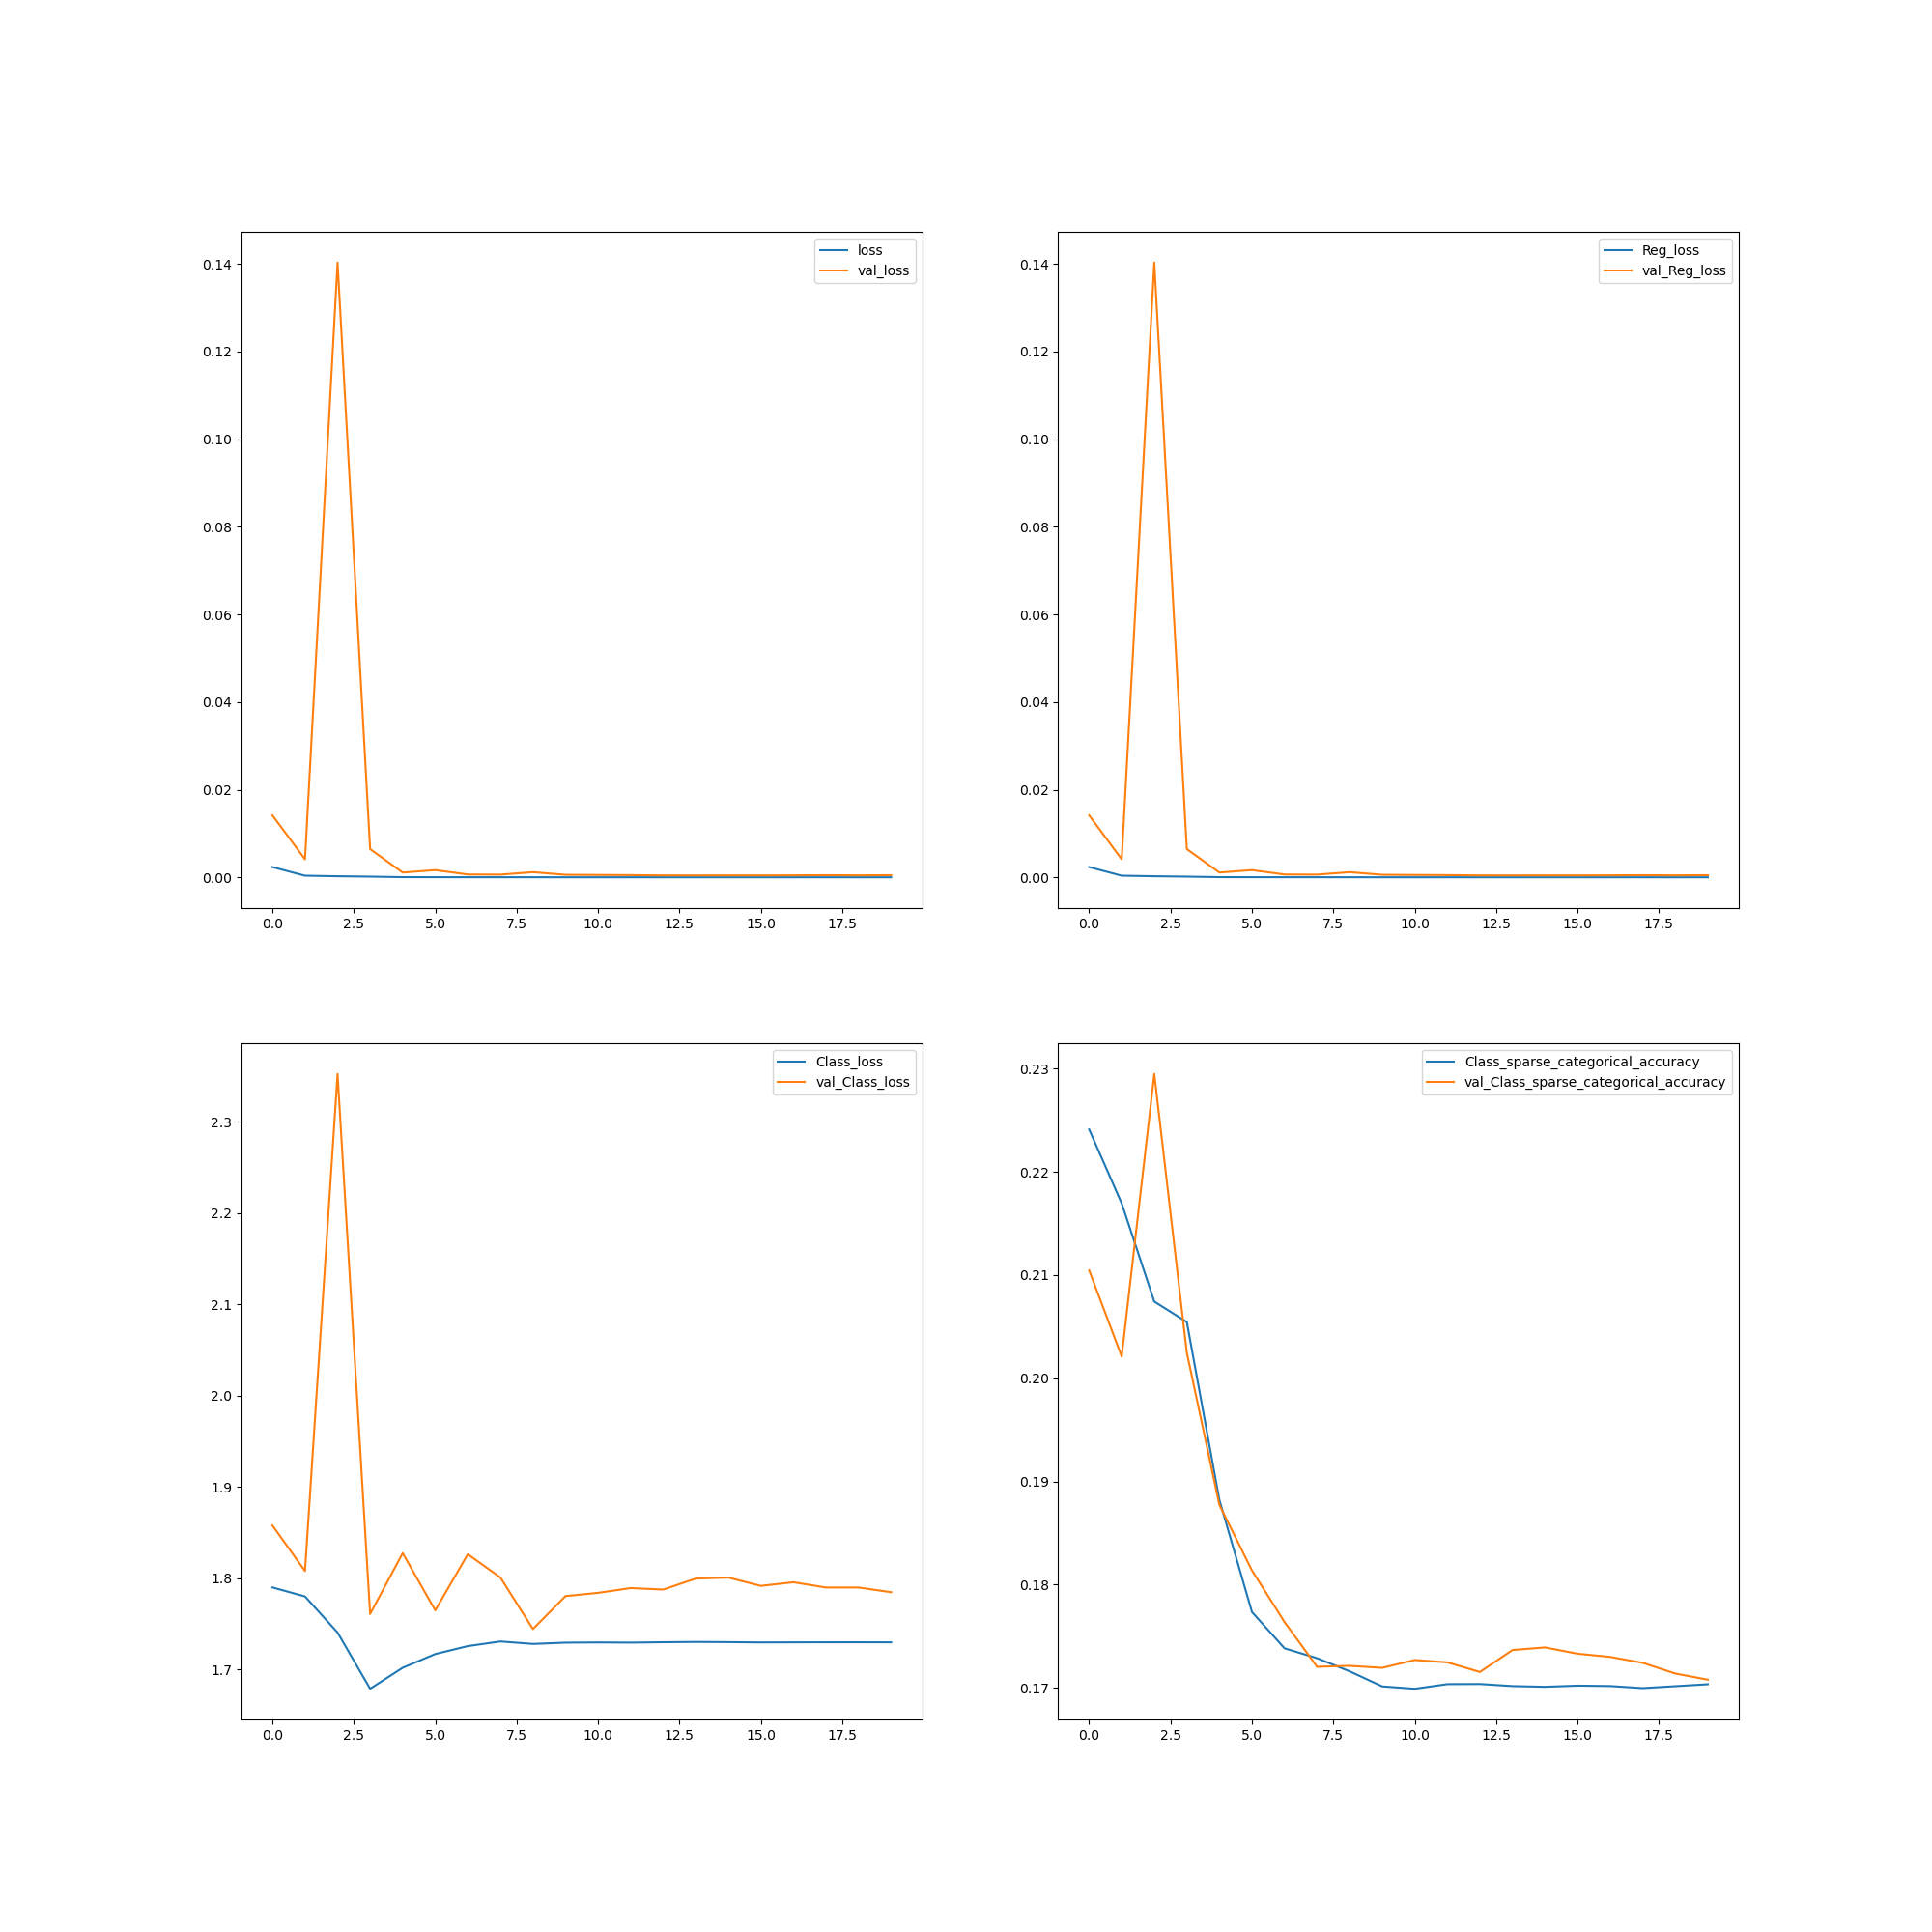 loss
val_loss
0.14
0.12
0.10
0.08
0.06
0.04
0.02
0.00
0.0 2.5 5.0 7.5 10.0 12.5 15.0 17.5
Reg_loss
val_Reg_loss
0.14
0.12
0.10
0.08
0.06
0.04
0.02
0.00
0.0 2.5 5.0 7.5 10.0 12.5 15.0 17.5
Class_loss
val_Class_loss
2.3
2.2
2.1
2.0
1.9
1.8
1.7
0.0 2.5 5.0 7.5 10.0 12.5 15.0 17.5
Class_sparse_categorical_accuracy
val_Class_sparse_categorical_accuracy
0.23
0.22
0.21
0.20
0.19
0.18
0.17
0.0 2.5 5.0 7.5 10.0 12.5 15.0 17.5